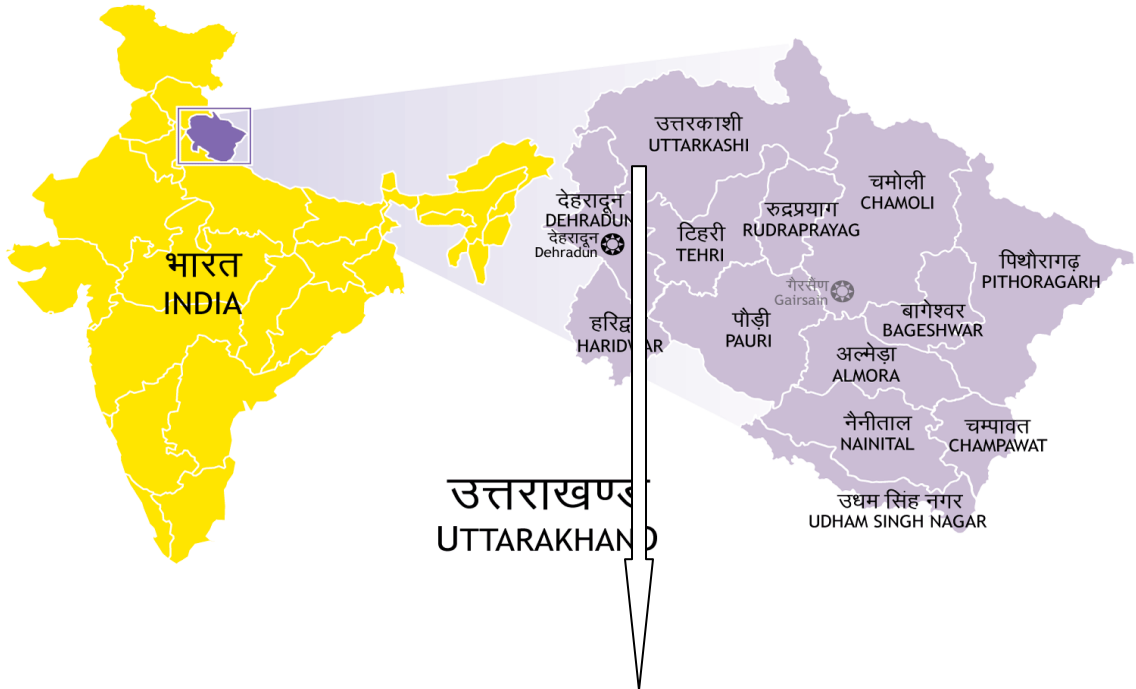 भारत
INDIA
उत्तरकाशी
UTTARKASHI
देहरादून
DEHRADUN
देहरादून
Dehradun
टिहरी
TEHRI
रुद्रप्रयाग
RUDRAPRAYAG
चमोली
CHAMOLI
पिथौरागढ़
PITHORAGARH
हरिद्व
HARIDWAR
पौड़ी
PAURI
गैरसैंण
Gairsain
बागेश्वर
BAGESHWAR
अल्मेड़ा
ALMORA
नैनीताल
NAINITAL
चम्पावत
CHAMPAWAT
उधम सिंह नगर
UDHAM SINGH NAGAR
उत्तराखण्ड
UTTARAKHAND